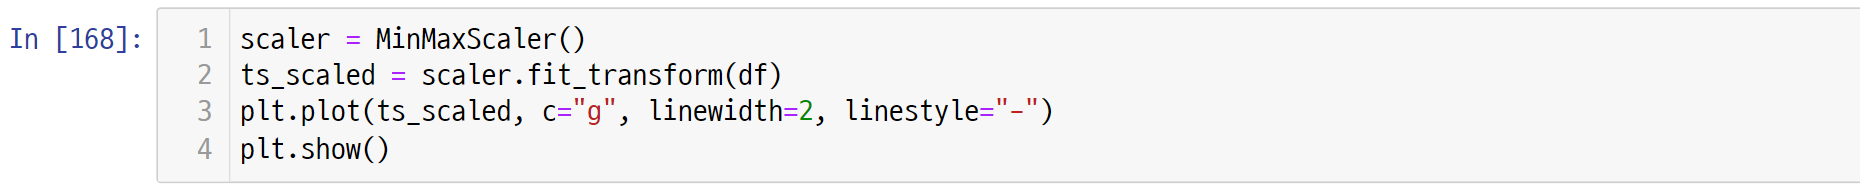 In [168]:
1 scaler = MinMaxScaler()
2 ts_scaled = scaler.fit_transform(df)
3 plt.plot(ts_scaled, c="g", linewidth=2, linestyle="-")
4 plt.show()